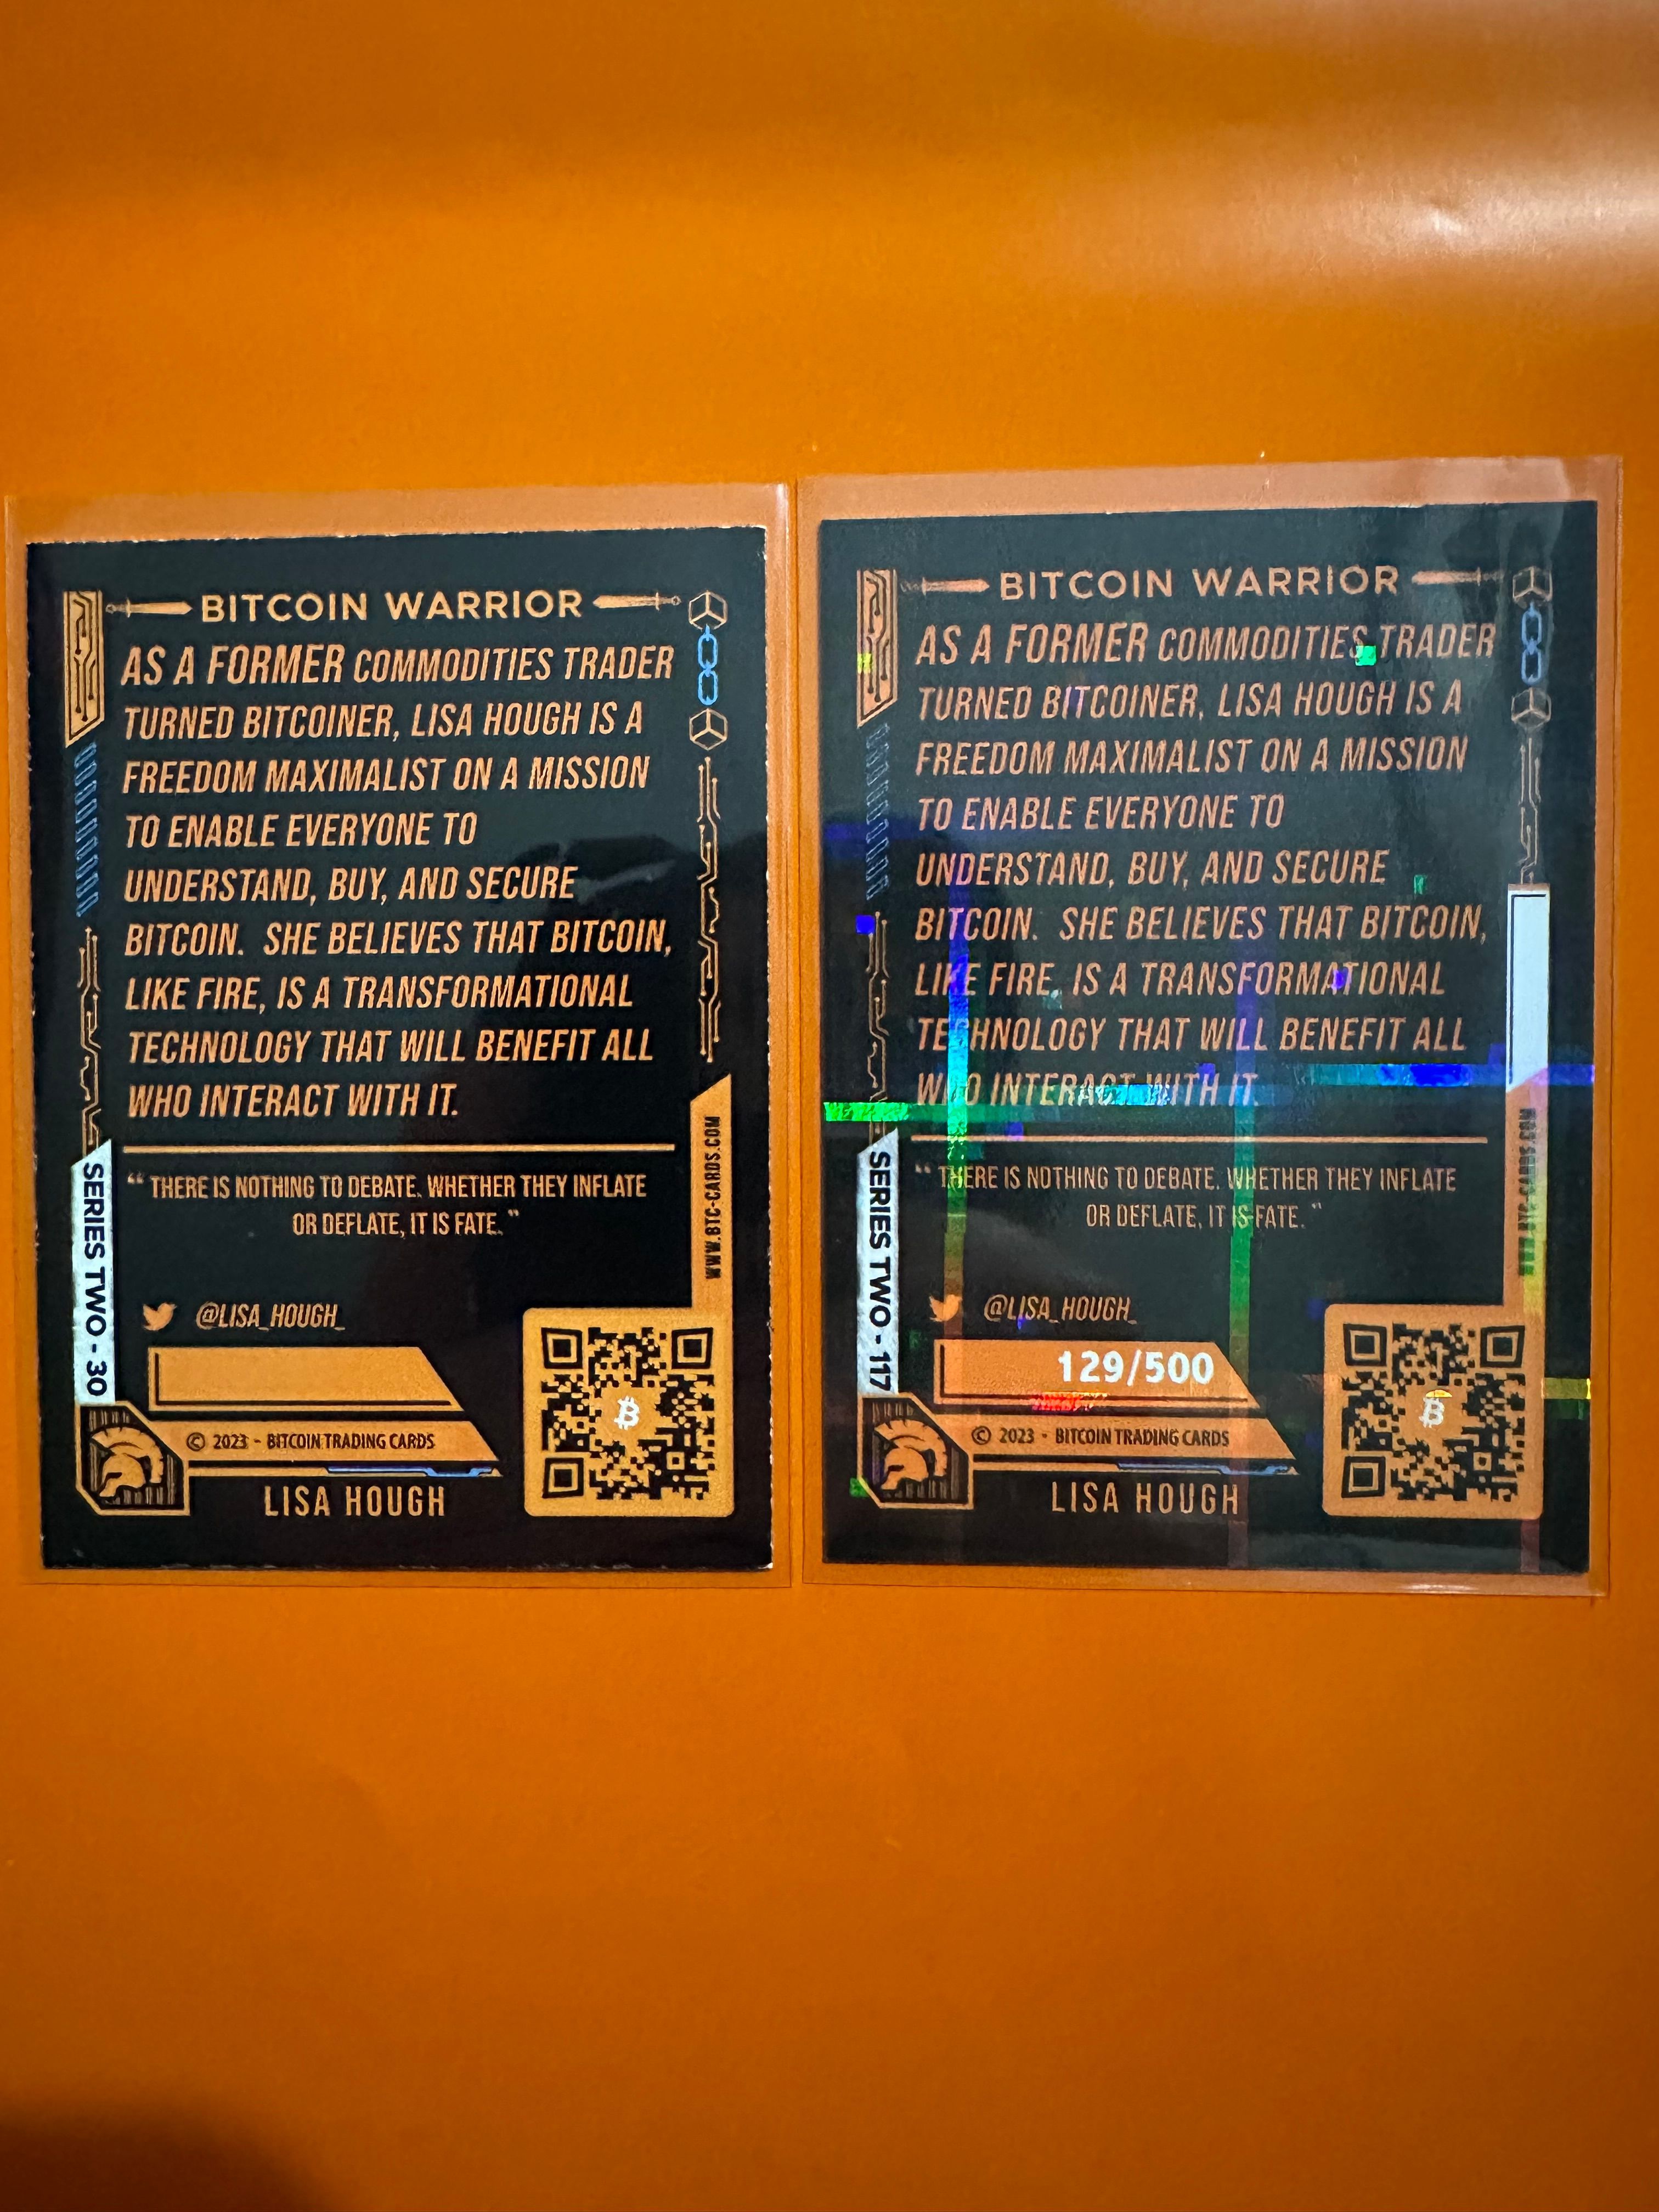 BITCOIN WARRIOR
AS A FORMER COMMODITIES TRADER
TURNED BITCOINER, LISA HOUGH IS A
FREEDOM MAXIMALIST ON A MISSION
TO ENABLE EVERYONE TO
UNDERSTAND, BUY, AND SECURE
BITCOIN. SHE BELIEVES THAT BITCOIN,
LIKE FIRE, IS A TRANSFORMATIONAL
TECHNOLOGY THAT WILL BENEFIT ALL
WHO INTERACT WITH IT.
“ THERE IS NOTHING TO DEBATE. WHETHER THEY INFLATE
OR DEFLATE, IT IS FATE. ”
@LISA_HOUGH_
© 2023 - BITCOIN TRADING CARDS
LISA HOUGH
SERIES TWO - 30
WWW.BTC-CARDS.COM
BITCOIN WARRIOR
AS A FORMER COMMODITIES TRADER
TURNED BITCOINER, LISA HOUGH IS A
FREEDOM MAXIMALIST ON A MISSION
TO ENABLE EVERYONE TO
UNDERSTAND, BUY, AND SECURE
BITCOIN. SHE BELIEVES THAT BITCOIN,
LIKE FIRE, IS A TRANSFORMATIONAL
TECHNOLOGY THAT WILL BENEFIT ALL
WHO INTERACT WITH IT.
“ THERE IS NOTHING TO DEBATE. WHETHER THEY INFLATE
OR DEFLATE, IT IS FATE. ”
@LISA_HOUGH_
129/500
© 2023 - BITCOIN TRADING CARDS
LISA HOUGH
SERIES TWO - 117
WWW.BTC-CARDS.COM